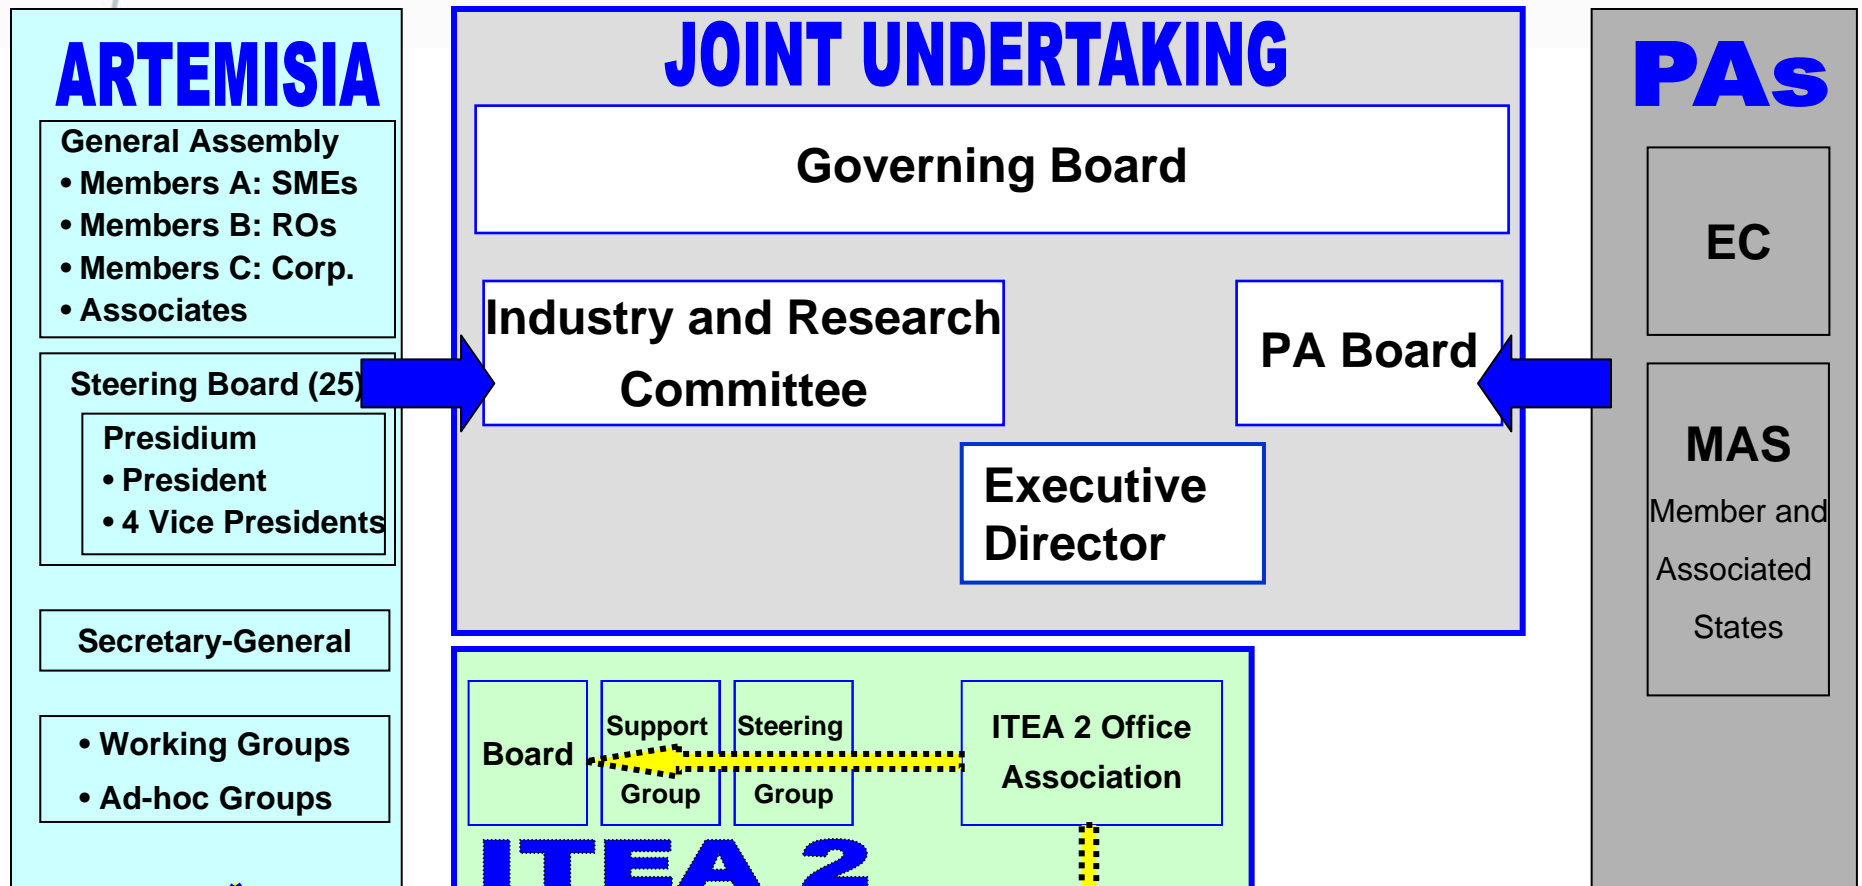 ARTEMISIA
General Assembly
• Members A: SMEs
• Members B: ROs
• Members C: Corp.
• Associates
Steering Board (25)
Presidium
• President
• 4 Vice Presidents
Secretary-General
• Working Groups
• Ad-hoc Groups
JOINT UNDERTAKING
Governing Board
Industry and Research
Committee
PA Board
Executive
Director
Board
Support
Group
Steering
Group
ITEA 2 Office
Association
ITEA 2
PAs
EC
MAS
Member and
Associated
States